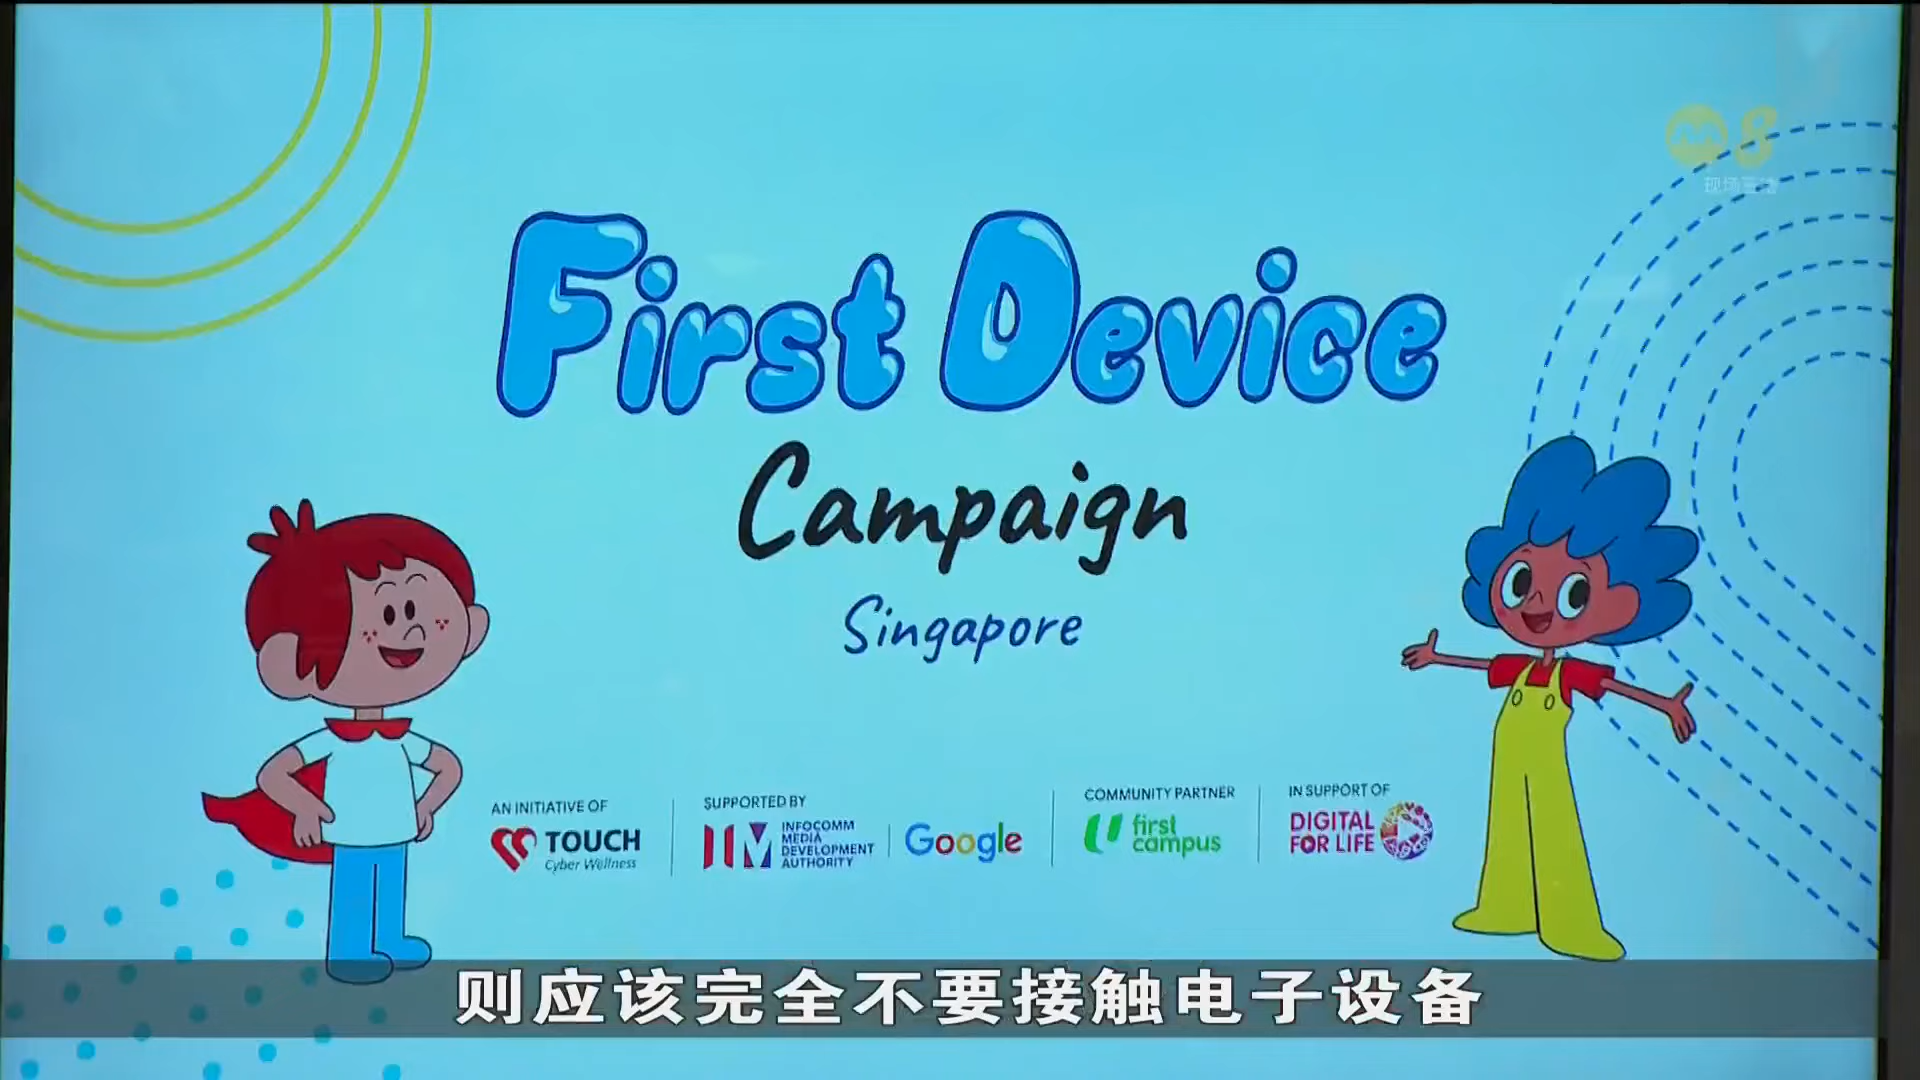 First Device
Campaign
Singapore
AN INITIATIVE OF
TOUCH
Cyber Wellness
SUPPORTED BY
INFOCOMM
MEDIA
DEVELOPMENT
AUTHORITY
Google
COMMUNITY PARTNER
first
campus
IN SUPPORT OF
DIGITAL
FOR LIFE
则应该完全不要接触电子设备